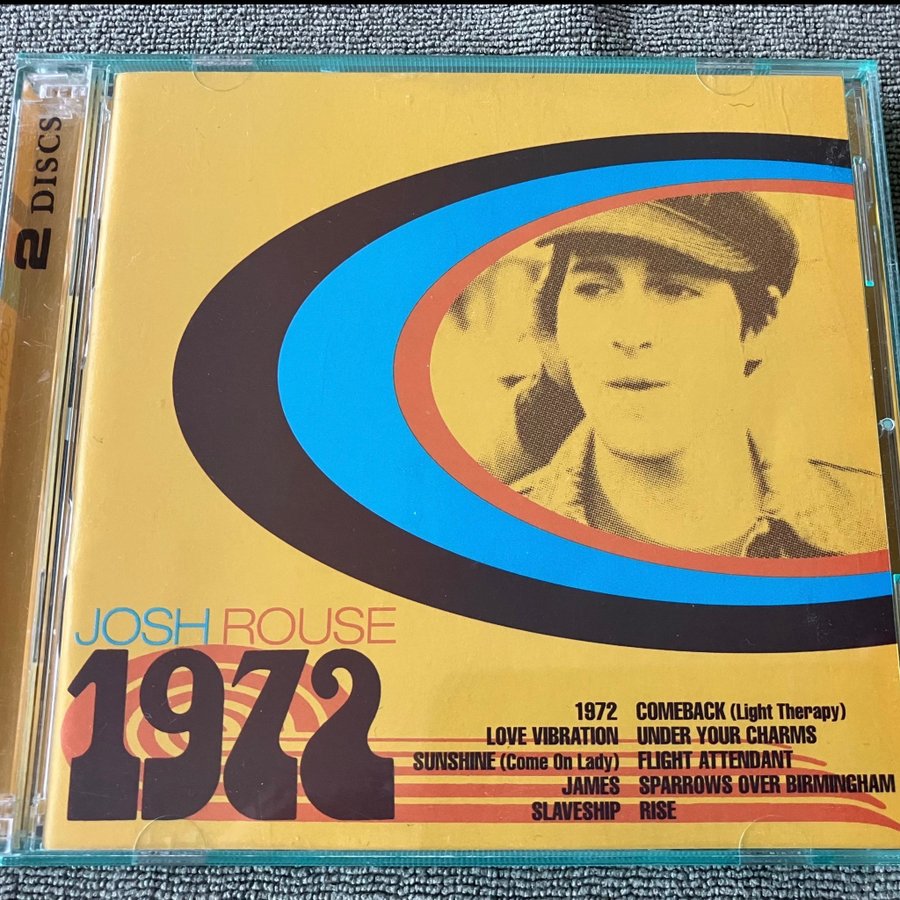 2 DISCS
JOSH ROUSE
1972
1972 COMEBACK (Light Therapy)
LOVE VIBRATION UNDER YOUR CHARMS
SUNSHINE (Come On Lady) FLIGHT ATTENDANT
JAMES SPARROWS OVER BIRMINGHAM
SLAVESHIP RISE